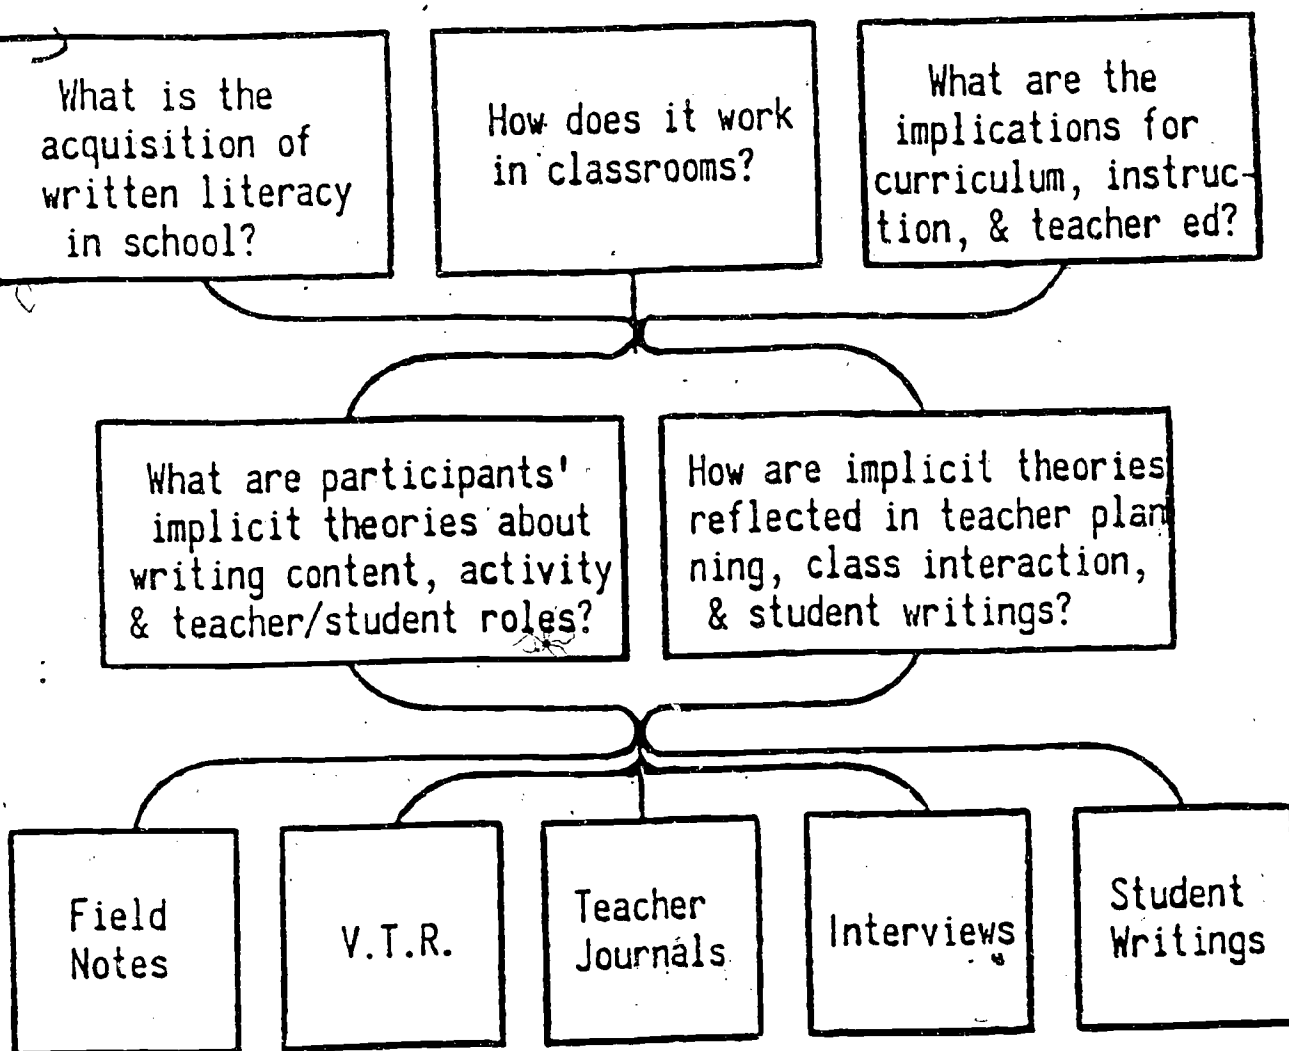 What is the
acquisition of
written literacy
in school?
How does it work
in classrooms?
What are the
implications for
curriculum, instruc-
tion, & teacher ed?
What are participants'
implicit theories about
writing content, activity
& teacher/student roles?
How are implicit theories
reflected in teacher plan
ning, class interaction,
& student writings?
Field
Notes
V.T.R.
Teacher
Journals
Interviews
Student
Writings